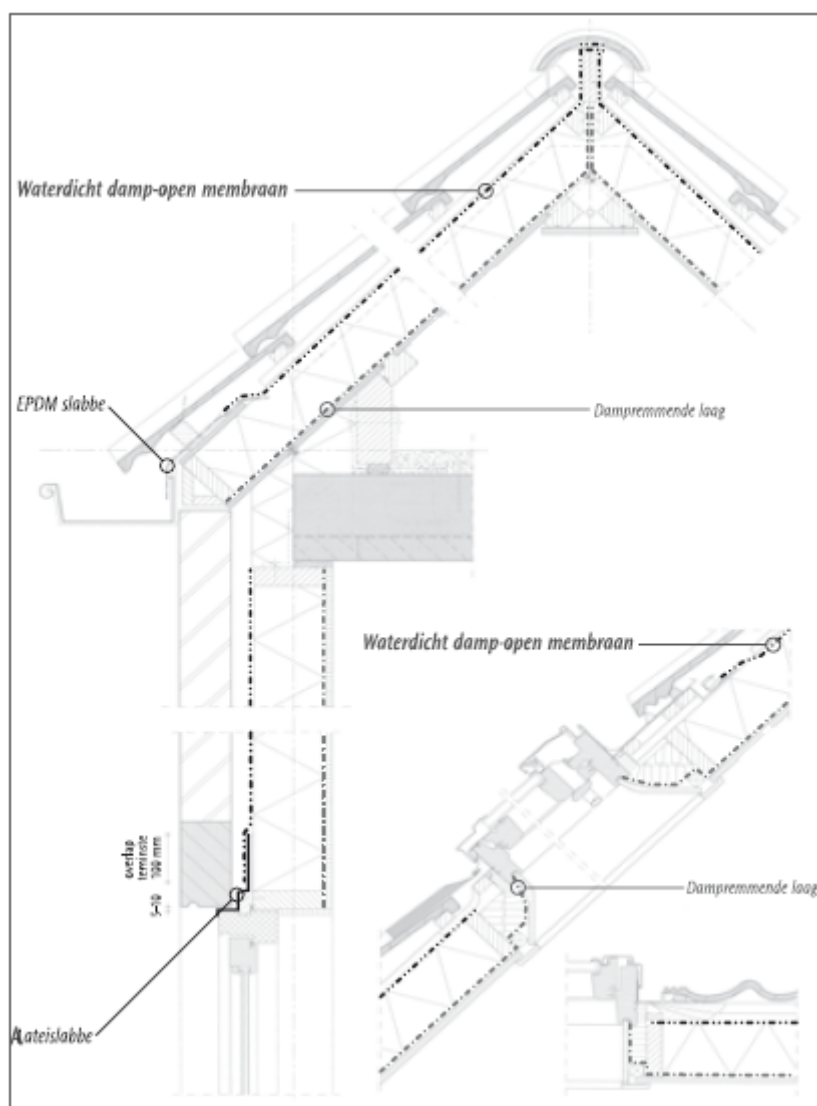 Waterdicht damp-open membraan
EPDM slabbe
Dampremmende laag
Waterdicht damp-open membraan
overlap
teminste
100 mm
5-10
Dampremmende laag
Lateislabbe